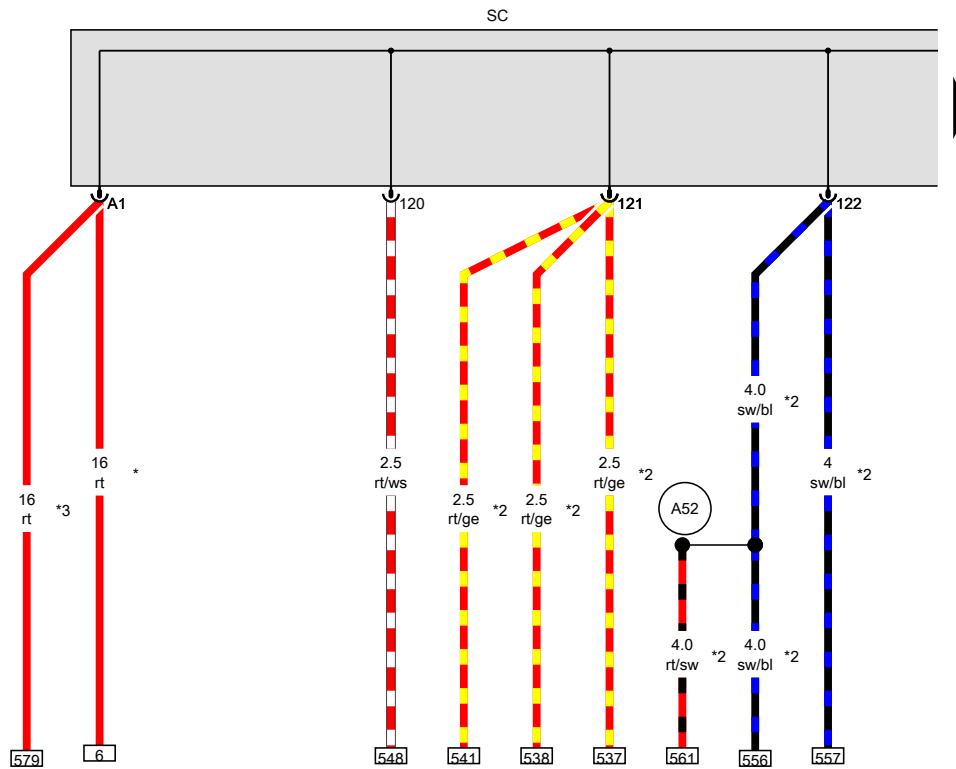 SC
A1
120
121
122
4.0
sw/bl *2
16
rt *
2.5
rt/ws
2.5
rt/ge *2
4
sw/bl *2
16
rt *3
2.5
rt/ge *2
2.5
rt/ge *2
A52
4.0
rt/sw *2
4.0
sw/bl *2
579
6
548
541
538
537
561
556
557